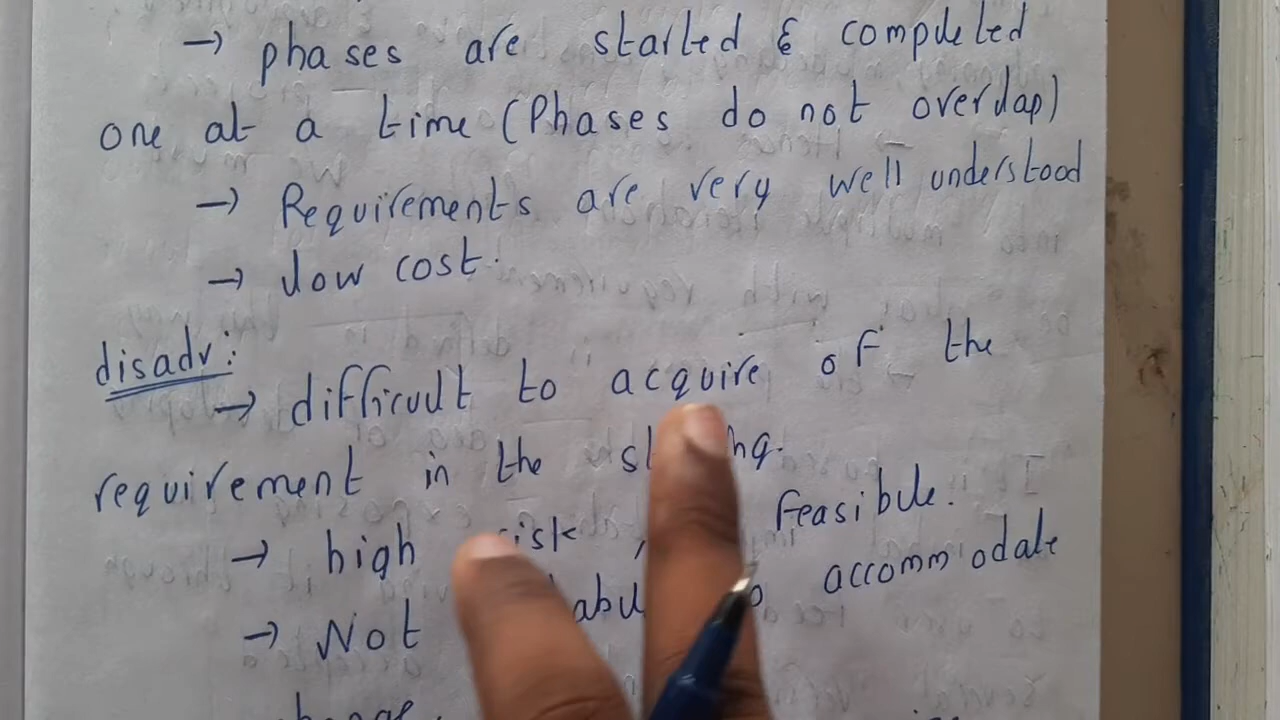 → phases are started & completed
one at a time (Phases do not overlap)
→ Requirements are very well understood
→ low cost.
disadv:
→ difficult to acquire of the
requirement in the
→ high risk , feasible.
→ Not accommodate